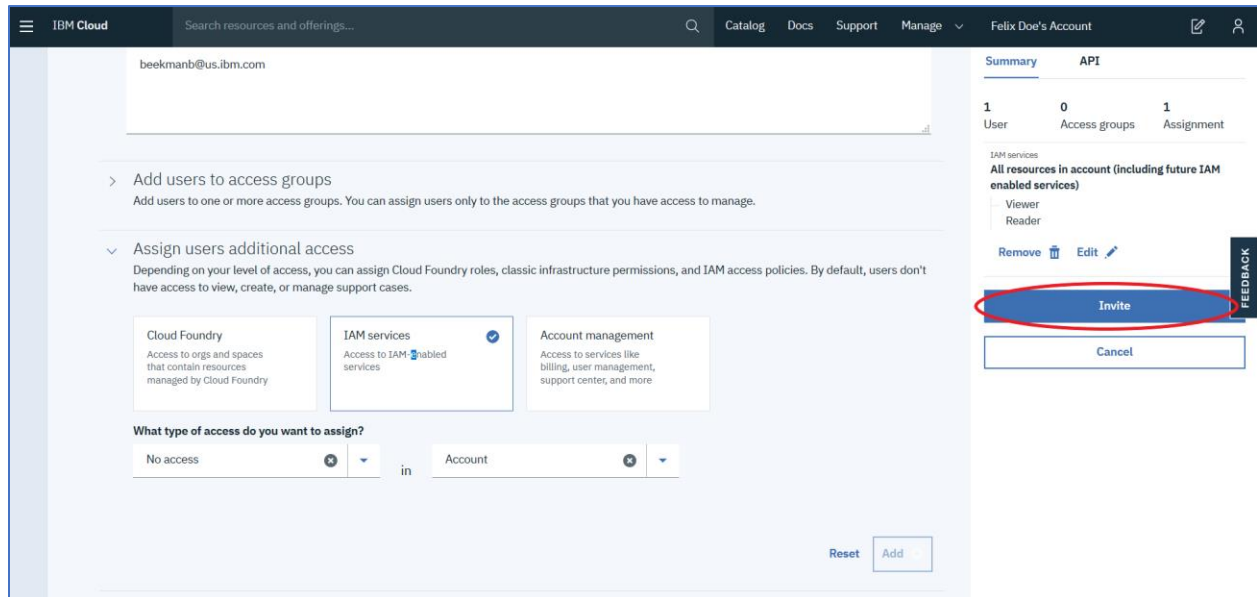 IBM Cloud
Search resources and offerings...
Catalog
Docs
Support
Manage
Felix Doe's Account
beekmanb@us.ibm.com
Add users to access groups
Add users to one or more access groups. You can assign users only to the access groups that you have access to manage.
Assign users additional access
Depending on your level of access, you can assign Cloud Foundry roles, classic infrastructure permissions, and IAM access policies. By default, users don't
have access to view, create, or manage support cases.
Cloud Foundry
Access to orgs and spaces
that contain resources
managed by Cloud Foundry
IAM services
Access to IAM-enabled
services
Account management
Access to services like
billing, user management,
support center, and more
What type of access do you want to assign?
No access
in
Account
Reset
Add
Summary
API
1
User
0
Access groups
1
Assignment
IAM services
All resources in account (including future IAM
enabled services)
Viewer
Reader
Remove
Edit
Invite
Cancel
FEEDBACK